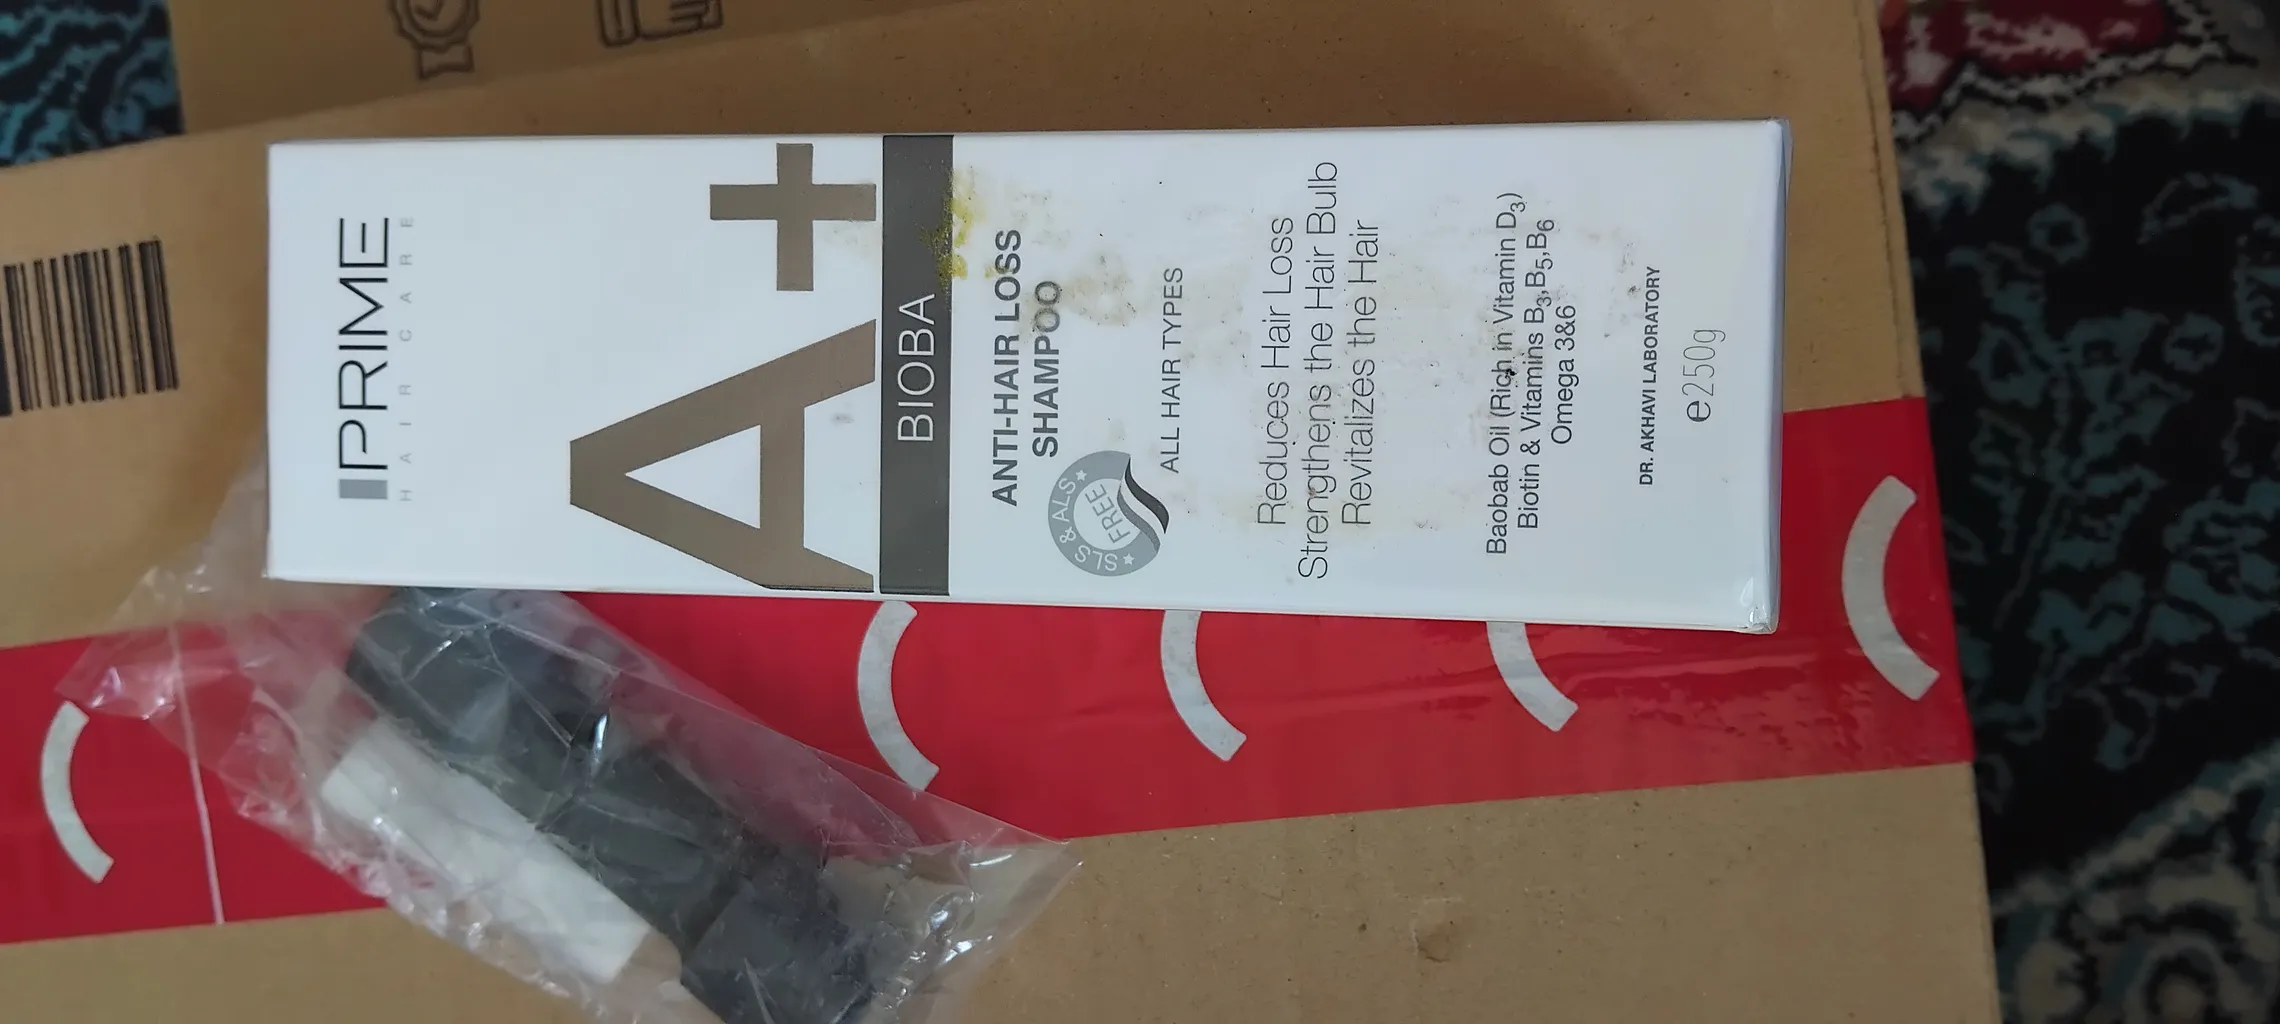 PRIME
HAIR CARE
A+
BIOBA
ANTI-HAIR LOSS
SHAMPOO
SLS & ALS
FREE
ALL HAIR TYPES
Reduces Hair Loss
Strengthens the Hair Bulb
Revitalizes the Hair
Baobab Oil (Rich in Vitamin D₃)
Biotin & Vitamins B₃,B₅,B₆
Omega 3&6
DR. AKHAVI LABORATORY
e250g